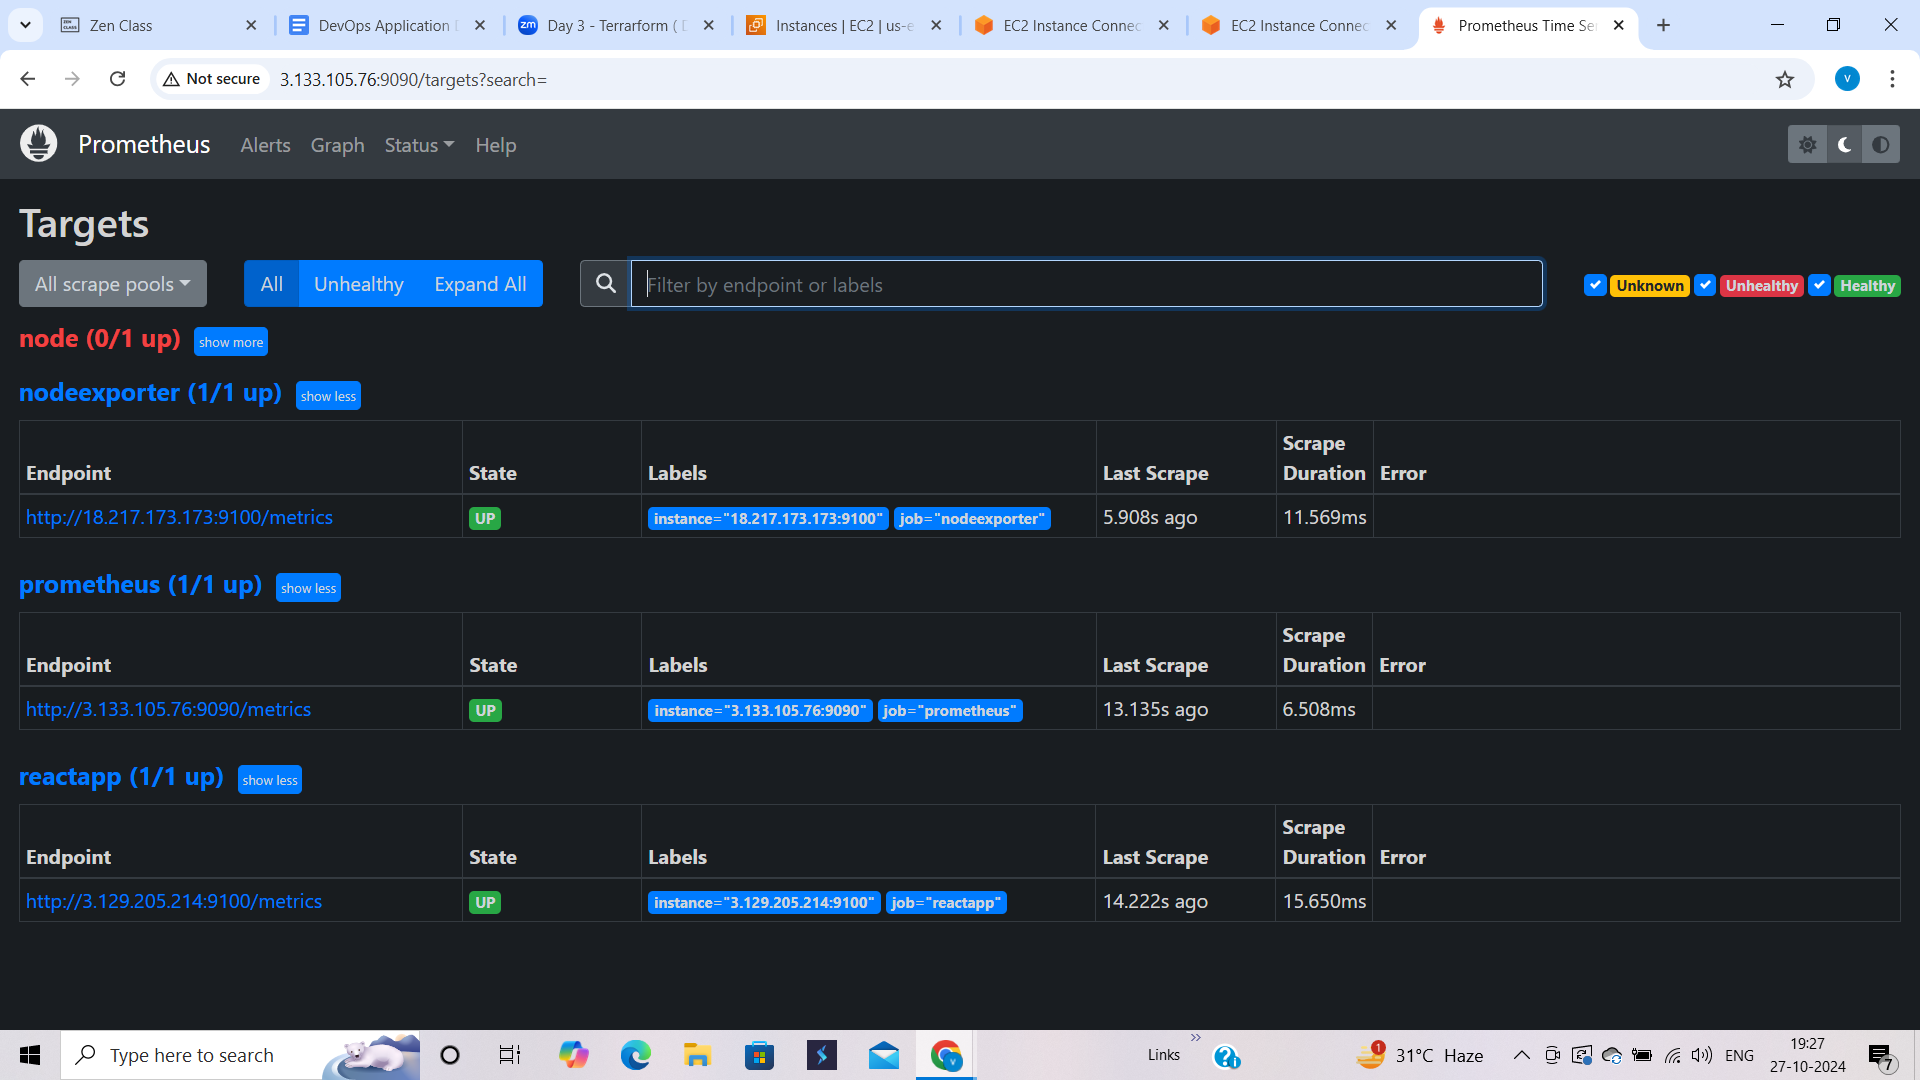 Zen Class
DevOps Application
Day 3 - Terrarform (
Instances | EC2 | us-e
EC2 Instance Connec
EC2 Instance Connec
Prometheus Time Se
Not secure
3.133.105.76:9090/targets?search=
V
Prometheus
Alerts
Graph
Status
Help
Targets
All scrape pools
All
Unhealthy
Expand All
Filter by endpoint or labels
Unknown
Unhealthy
Healthy
node (0/1 up) show more
nodeexporter (1/1 up) show less
Endpoint State Labels Last Scrape Scrape Duration Error
http://18.217.173.173:9100/metrics UP instance="18.217.173.173:9100" job="nodeexporter" 5.908s ago 11.569ms
prometheus (1/1 up) show less
Endpoint State Labels Last Scrape Scrape Duration Error
http://3.133.105.76:9090/metrics UP instance="3.133.105.76:9090" job="prometheus" 13.135s ago 6.508ms
reactapp (1/1 up) show less
Endpoint State Labels Last Scrape Scrape Duration Error
http://3.129.205.214:9100/metrics UP instance="3.129.205.214:9100" job="reactapp" 14.222s ago 15.650ms
Type here to search
Links
1
31°C Haze
ENG
19:27
27-10-2024
7